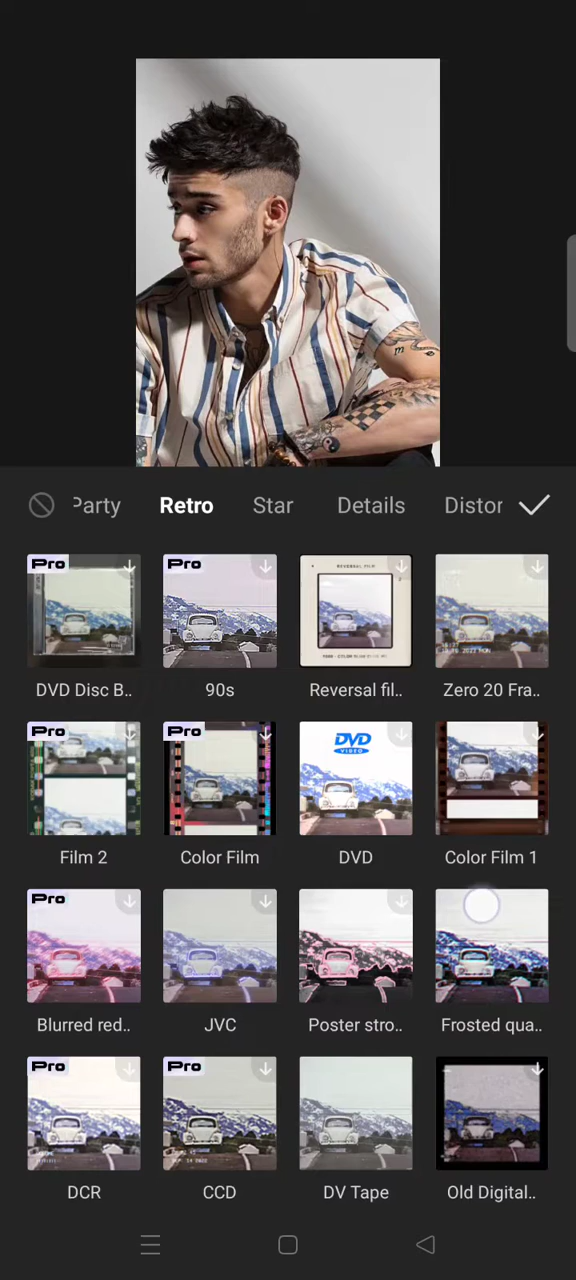 Party Retro Star Details Distor
Pro Pro
DVD Disc B.. 90s Reversal fil.. Zero 20 Fra..
Pro Pro DVD
VIDEO
Film 2 Color Film DVD Color Film 1
Pro
Blurred red.. JVC Poster stro.. Frosted qua..
Pro Pro
DCR CCD DV Tape Old Digital..